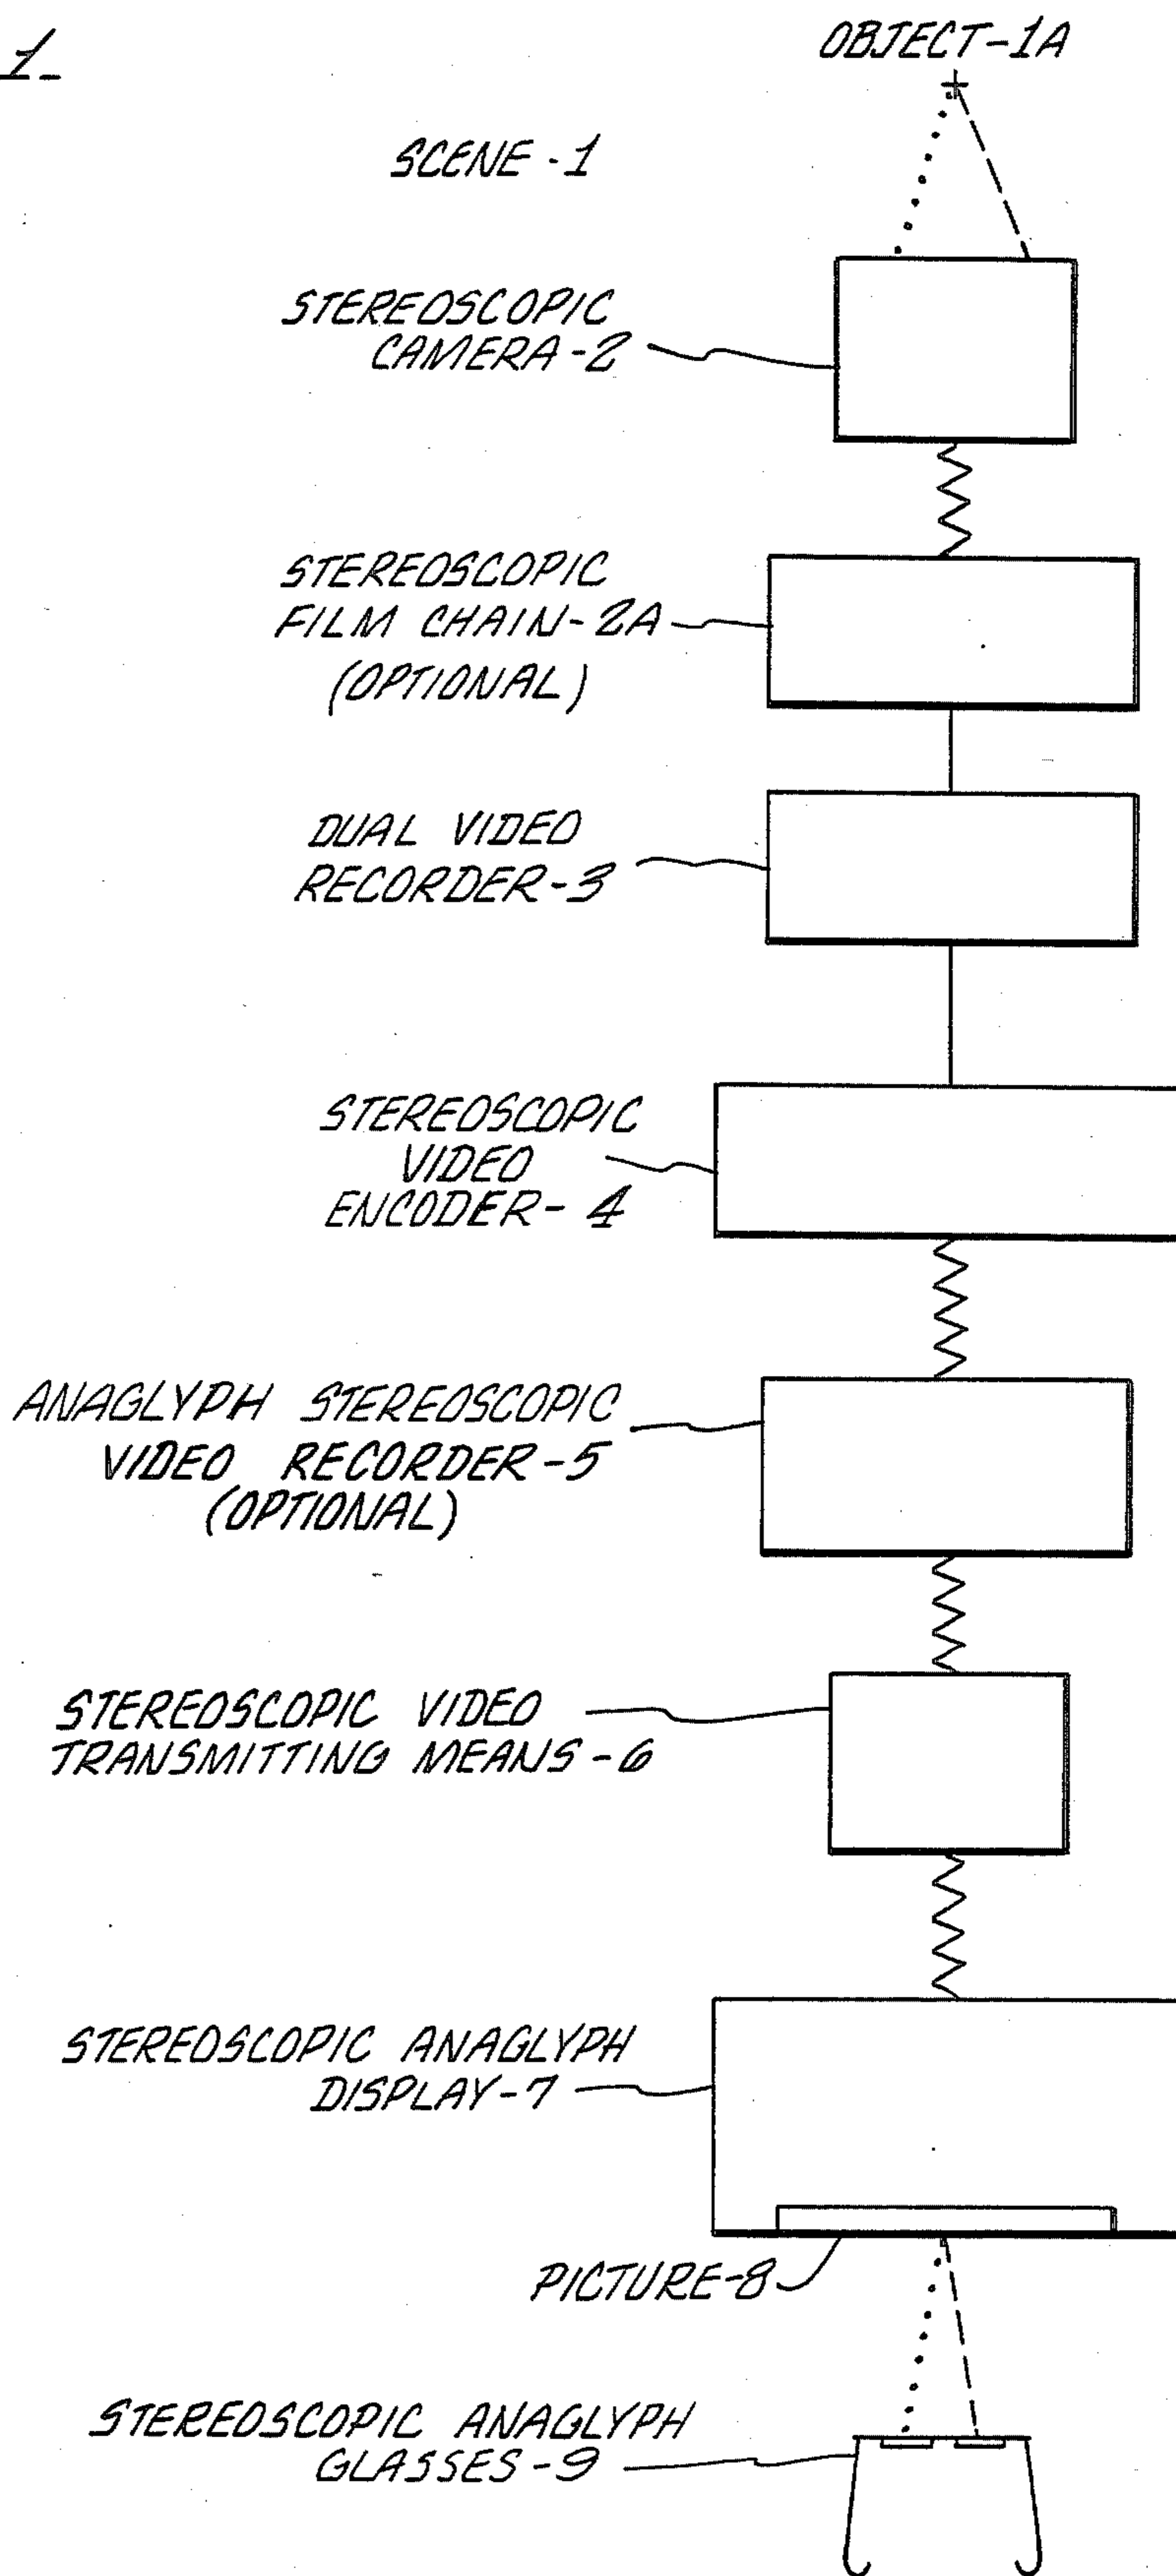 1
OBJECT-1A
SCENE-1
STEREOSCOPIC
CAMERA-2
STEREOSCOPIC
FILM CHAIN-2A
(OPTIONAL)
DUAL VIDEO
RECORDER-3
STEREOSCOPIC
VIDEO
ENCODER-4
ANAGLYPH STEREOSCOPIC
VIDEO RECORDER-5
(OPTIONAL)
STEREOSCOPIC VIDEO
TRANSMITTING MEANS-6
STEREOSCOPIC ANAGLYPH
DISPLAY-7
PICTURE-8
STEREOSCOPIC ANAGLYPH
GLASSES-9